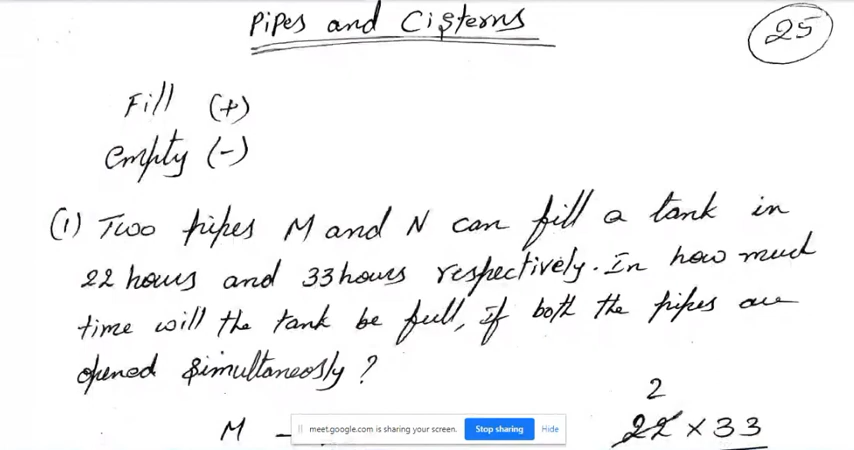 Pipes and Cisterns
25
Fill (+)
empty (-)
(1) Two pipes M and N can fill a tank in
22 hours and 33 hours respectively. In how much
time will the tank be full, if both the pipes are
opened simultaneosly?
2
M - 22 × 33
meet.google.com is sharing your screen. Stop sharing Hide